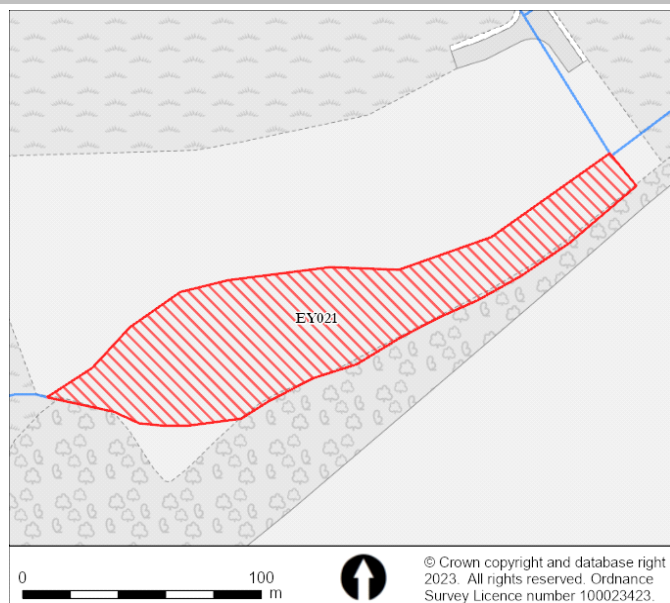 EY021
0 100
m
© Crown copyright and database right
2023. All rights reserved. Ordnance
Survey Licence number 100023423.